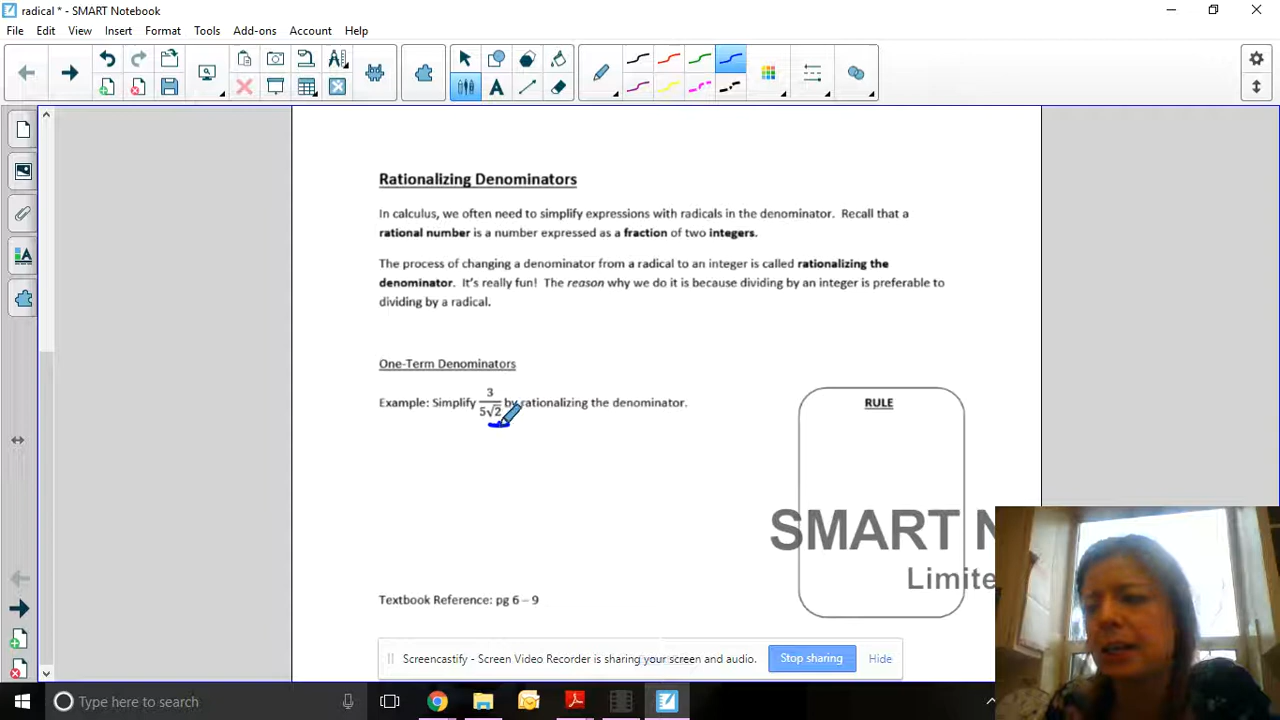 radical * - SMART Notebook
File Edit View Insert Format Tools Add-ons Account Help
Rationalizing Denominators
In calculus, we often need to simplify expressions with radicals in the denominator. Recall that a
rational number is a number expressed as a fraction of two integers.
The process of changing a denominator from a radical to an integer is called rationalizing the
denominator. It's really fun! The reason why we do it is because dividing by an integer is preferable to
dividing by a radical.
One-Term Denominators
Example: Simplify 3/5√2 by rationalizing the denominator.
RULE
SMART N
Limite
Textbook Reference: pg 6 – 9
Screencastify - Screen Video Recorder is sharing your screen and audio. Stop sharing Hide
Type here to search